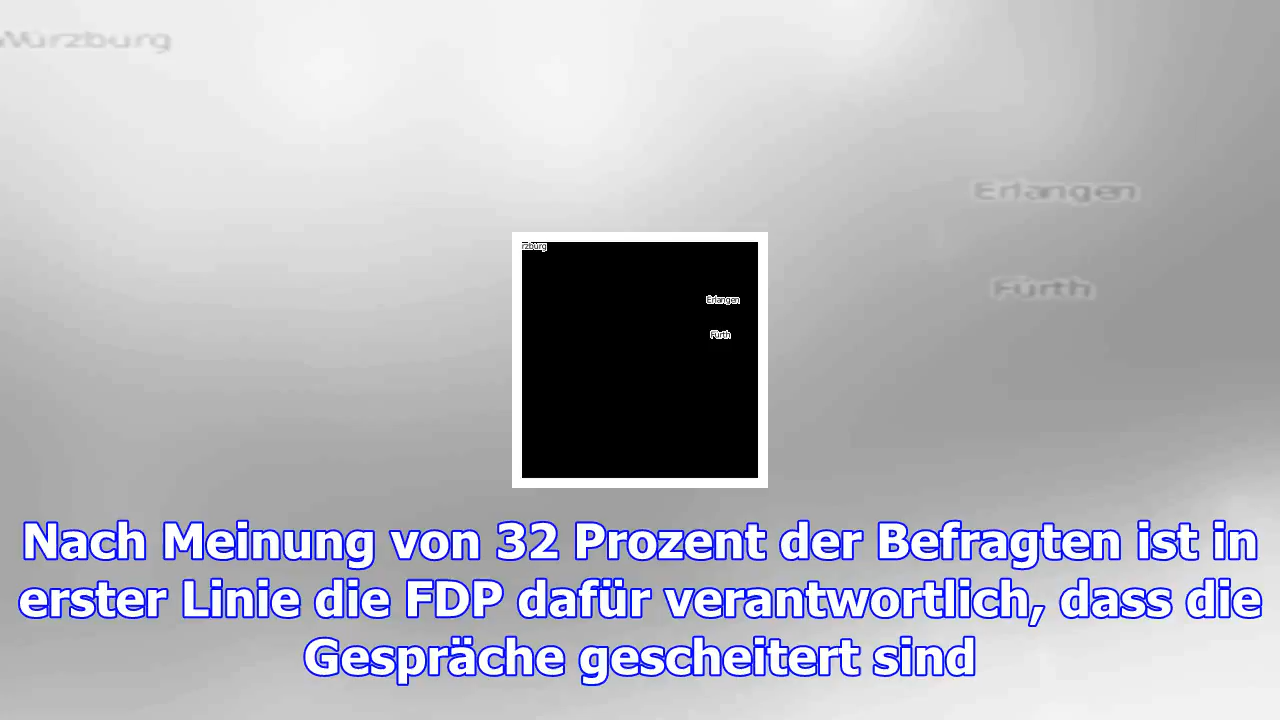 Würzburg
Erlangen
Fürth
rzburg
Erlangen
Fürth
Nach Meinung von 32 Prozent der Befragten ist in
erster Linie die FDP dafür verantwortlich, dass die
Gespräche gescheitert sind